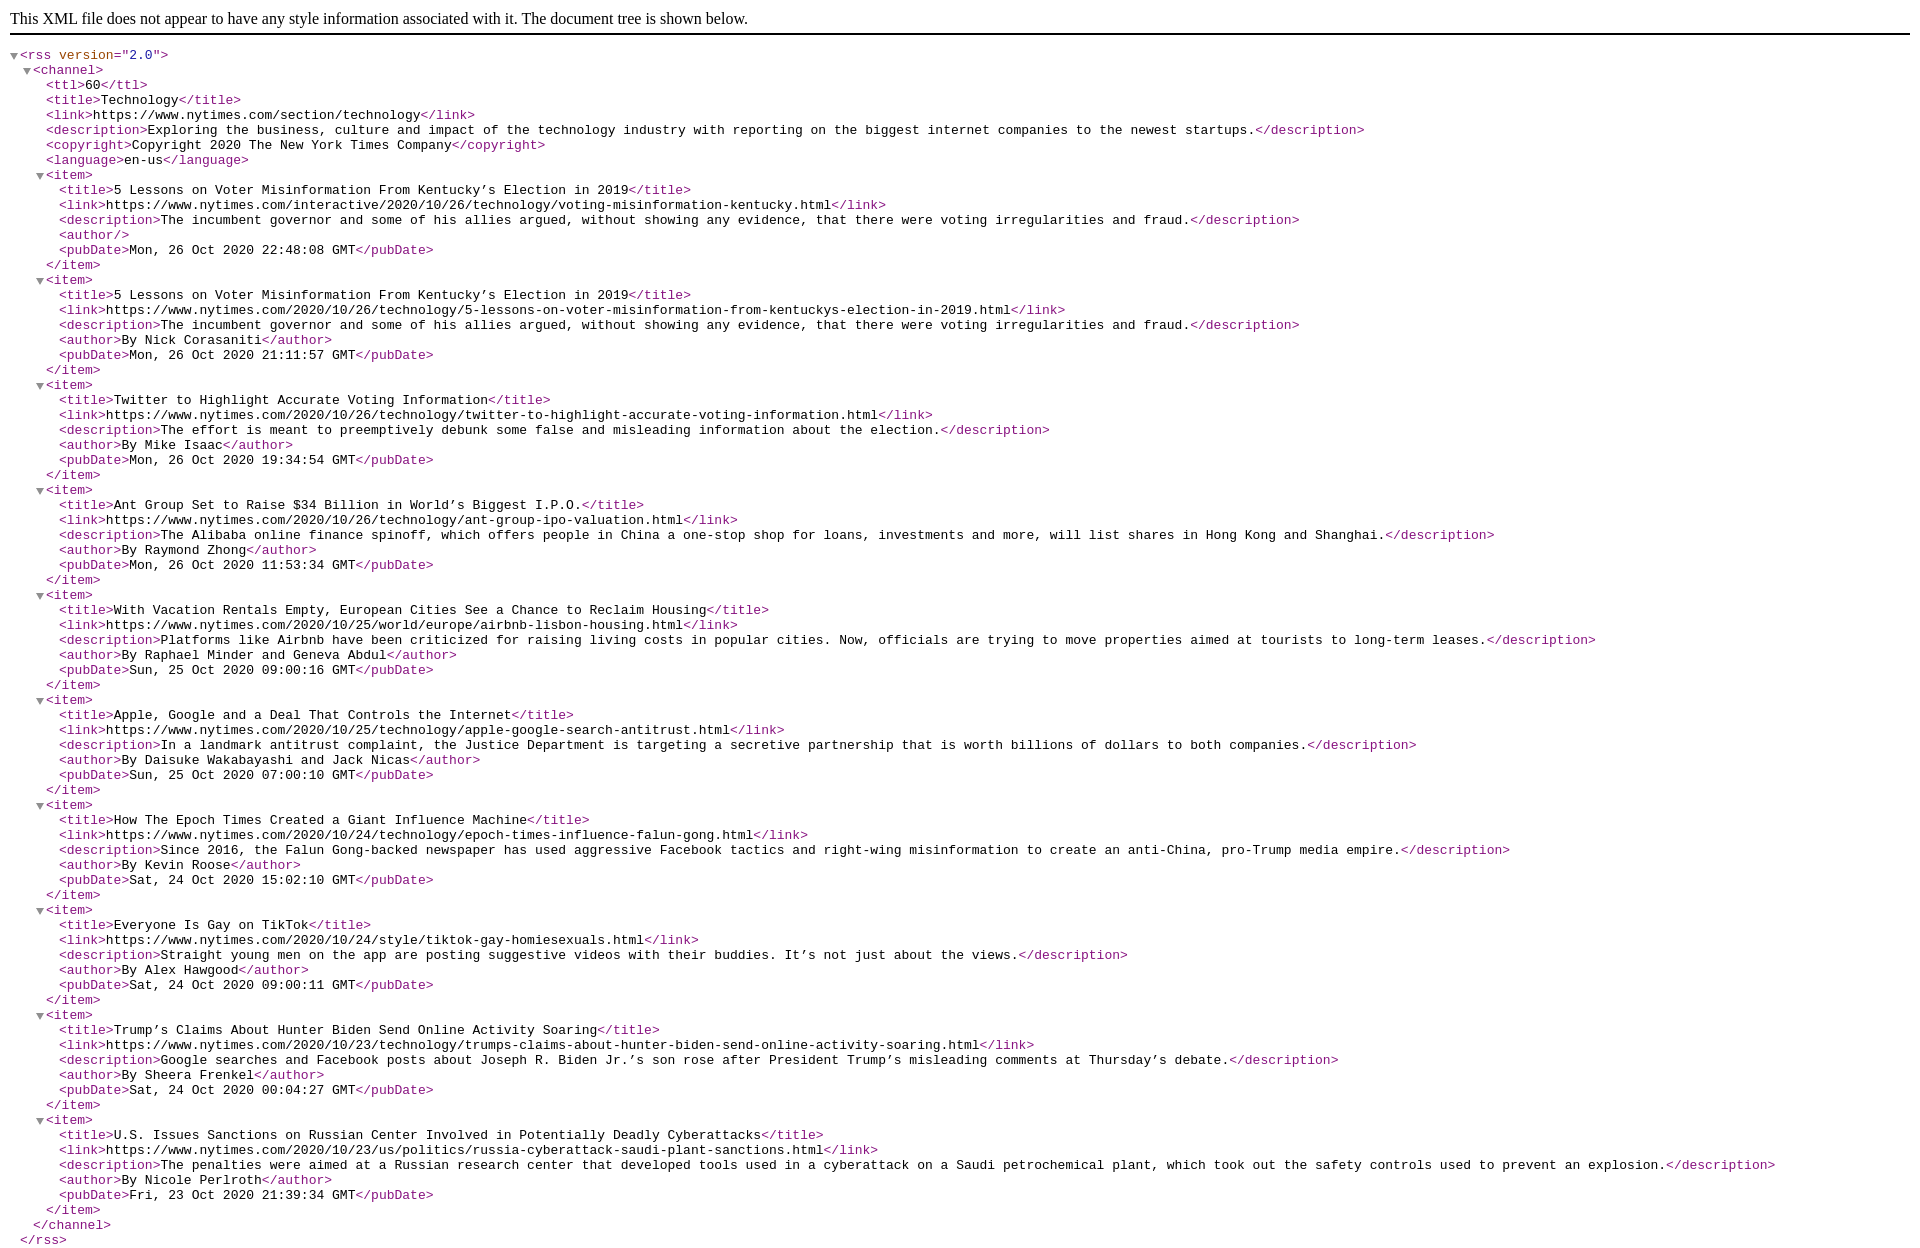 This XML file does not appear to have any style information associated with it. The document tree is shown below.
<rss version="2.0">
<channel>
<ttl>60</ttl>
<title>Technology</title>
<link>https://www.nytimes.com/section/technology</link>
<description>Exploring the business, culture and impact of the technology industry with reporting on the biggest internet companies to the newest startups.</description>
<copyright>Copyright 2020 The New York Times Company</copyright>
<language>en-us</language>
<item>
<title>5 Lessons on Voter Misinformation From Kentucky’s Election in 2019</title>
<link>https://www.nytimes.com/interactive/2020/10/26/technology/voting-misinformation-kentucky.html</link>
<description>The incumbent governor and some of his allies argued, without showing any evidence, that there were voting irregularities and fraud.</description>
<author/>
<pubDate>Mon, 26 Oct 2020 22:48:08 GMT</pubDate>
</item>
<item>
<title>5 Lessons on Voter Misinformation From Kentucky’s Election in 2019</title>
<link>https://www.nytimes.com/2020/10/26/technology/5-lessons-on-voter-misinformation-from-kentuckys-election-in-2019.html</link>
<description>The incumbent governor and some of his allies argued, without showing any evidence, that there were voting irregularities and fraud.</description>
<author>By Nick Corasaniti</author>
<pubDate>Mon, 26 Oct 2020 21:11:57 GMT</pubDate>
</item>
<item>
<title>Twitter to Highlight Accurate Voting Information</title>
<link>https://www.nytimes.com/2020/10/26/technology/twitter-to-highlight-accurate-voting-information.html</link>
<description>The effort is meant to preemptively debunk some false and misleading information about the election.</description>
<author>By Mike Isaac</author>
<pubDate>Mon, 26 Oct 2020 19:34:54 GMT</pubDate>
</item>
<item>
<title>Ant Group Set to Raise $34 Billion in World’s Biggest I.P.O.</title>
<link>https://www.nytimes.com/2020/10/26/technology/ant-group-ipo-valuation.html</link>
<description>The Alibaba online finance spinoff, which offers people in China a one-stop shop for loans, investments and more, will list shares in Hong Kong and Shanghai.</description>
<author>By Raymond Zhong</author>
<pubDate>Mon, 26 Oct 2020 11:53:34 GMT</pubDate>
</item>
<item>
<title>With Vacation Rentals Empty, European Cities See a Chance to Reclaim Housing</title>
<link>https://www.nytimes.com/2020/10/25/world/europe/airbnb-lisbon-housing.html</link>
<description>Platforms like Airbnb have been criticized for raising living costs in popular cities. Now, officials are trying to move properties aimed at tourists to long-term leases.</description>
<author>By Raphael Minder and Geneva Abdul</author>
<pubDate>Sun, 25 Oct 2020 09:00:16 GMT</pubDate>
</item>
<item>
<title>Apple, Google and a Deal That Controls the Internet</title>
<link>https://www.nytimes.com/2020/10/25/technology/apple-google-search-antitrust.html</link>
<description>In a landmark antitrust complaint, the Justice Department is targeting a secretive partnership that is worth billions of dollars to both companies.</description>
<author>By Daisuke Wakabayashi and Jack Nicas</author>
<pubDate>Sun, 25 Oct 2020 07:00:10 GMT</pubDate>
</item>
<item>
<title>How The Epoch Times Created a Giant Influence Machine</title>
<link>https://www.nytimes.com/2020/10/24/technology/epoch-times-influence-falun-gong.html</link>
<description>Since 2016, the Falun Gong-backed newspaper has used aggressive Facebook tactics and right-wing misinformation to create an anti-China, pro-Trump media empire.</description>
<author>By Kevin Roose</author>
<pubDate>Sat, 24 Oct 2020 15:02:10 GMT</pubDate>
</item>
<item>
<title>Everyone Is Gay on TikTok</title>
<link>https://www.nytimes.com/2020/10/24/style/tiktok-gay-homiesexuals.html</link>
<description>Straight young men on the app are posting suggestive videos with their buddies. It’s not just about the views.</description>
<author>By Alex Hawgood</author>
<pubDate>Sat, 24 Oct 2020 09:00:11 GMT</pubDate>
</item>
<item>
<title>Trump’s Claims About Hunter Biden Send Online Activity Soaring</title>
<link>https://www.nytimes.com/2020/10/23/technology/trumps-claims-about-hunter-biden-send-online-activity-soaring.html</link>
<description>Google searches and Facebook posts about Joseph R. Biden Jr.’s son rose after President Trump’s misleading comments at Thursday’s debate.</description>
<author>By Sheera Frenkel</author>
<pubDate>Sat, 24 Oct 2020 00:04:27 GMT</pubDate>
</item>
<item>
<title>U.S. Issues Sanctions on Russian Center Involved in Potentially Deadly Cyberattacks</title>
<link>https://www.nytimes.com/2020/10/23/us/politics/russia-cyberattack-saudi-plant-sanctions.html</link>
<description>The penalties were aimed at a Russian research center that developed tools used in a cyberattack on a Saudi petrochemical plant, which took out the safety controls used to prevent an explosion.</description>
<author>By Nicole Perlroth</author>
<pubDate>Fri, 23 Oct 2020 21:39:34 GMT</pubDate>
</item>
</channel>
</rss>